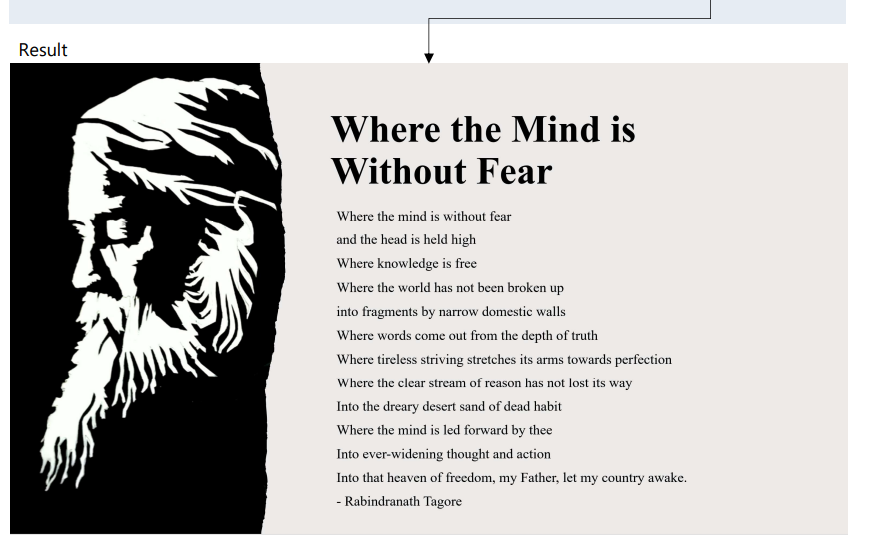 Result
Where the Mind is
Without Fear
Where the mind is without fear
and the head is held high
Where knowledge is free
Where the world has not been broken up
into fragments by narrow domestic walls
Where words come out from the depth of truth
Where tireless striving stretches its arms towards perfection
Where the clear stream of reason has not lost its way
Into the dreary desert sand of dead habit
Where the mind is led forward by thee
Into ever-widening thought and action
Into that heaven of freedom, my Father, let my country awake.
- Rabindranath Tagore